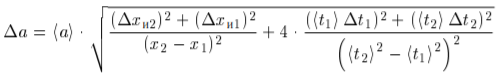 Δa = ⟨a⟩ · √( ((Δx_и2)² + (Δx_и1)²) / (x₂ − x₁)² + 4 · ((⟨t₁⟩ Δt₁)² + (⟨t₂⟩ Δt₂)²) / (⟨t₂⟩² − ⟨t₁⟩²)² )